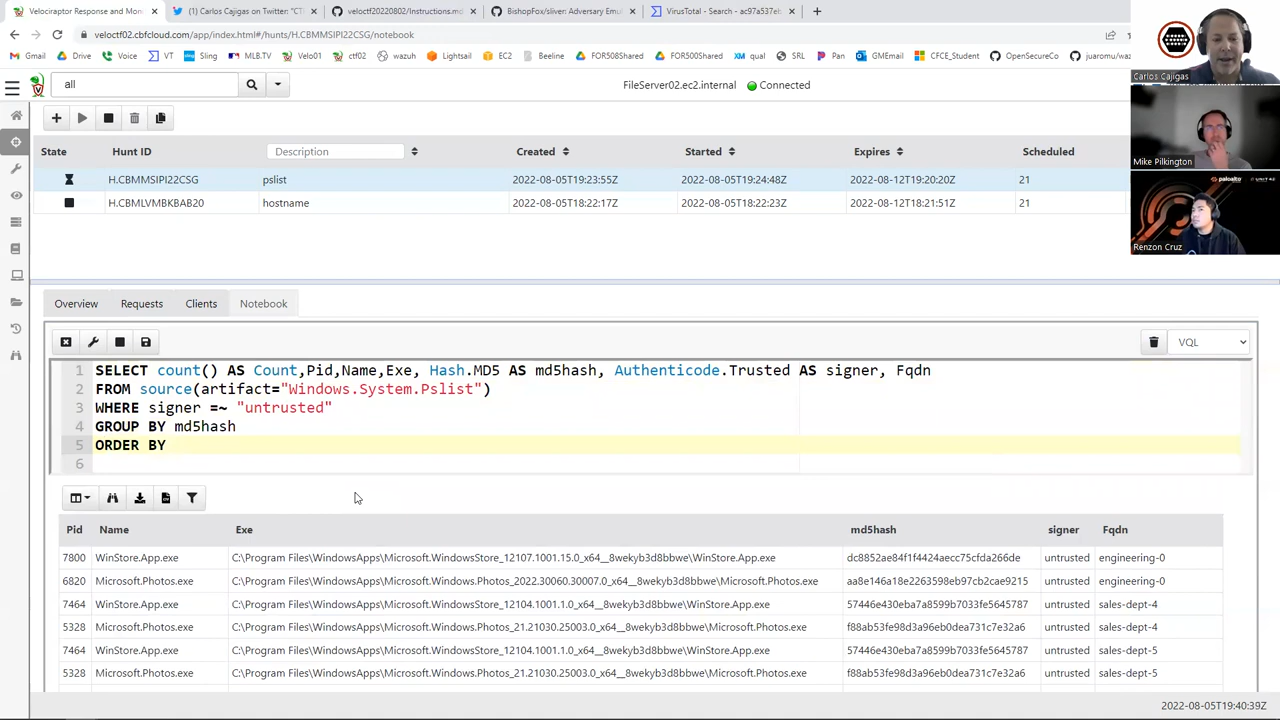 Velociraptor Response and Mon
(1) Carlos Cajigas on Twitter: "CT
veloctf20220802/Instructions.md
BishopFox/sliver: Adversary Emul
VirusTotal - Search - ac97a537eb
veloctf02.cbfcloud.com/app/index.html#/hunts/H.CBMMSIPI22CSG/notebook
Gmail Drive VT Sling MLB.TV Velo01 ctf02 wazuh Lights EC2 Beeline FOR508Shared FOR500Shared Pan xml qual SRL GMEmail CFCE_Student OpenSecureCo juaromu/waz
Carlos Cajigas
all
FileServer02.ec2.internal Connected
Mike Pilkington
State Hunt ID Description Created Started Expires Scheduled
H.CBMMSIPI22CSG pslist 2022-08-05T19:23:55Z 2022-08-05T19:24:48Z 2022-08-12T19:20:20Z 21
H.CBMLVMBKBAB20 hostname 2022-08-05T18:22:17Z 2022-08-05T18:22:23Z 2022-08-12T18:21:51Z 21
paloalto UNIT 42
Renzon Cruz
Overview Requests Clients Notebook
VQL
1 SELECT count() AS Count,Pid,Name,Exe, Hash.MD5 AS md5hash, Authenticode.Trusted AS signer, Fqdn
2 FROM source(artifact="Windows.System.Pslist")
3 WHERE signer =~ "untrusted"
4 GROUP BY md5hash
5 ORDER BY
6
Pid Name Exe md5hash signer Fqdn
7800 WinStore.App.exe C:\Program Files\WindowsApps\Microsoft.WindowsStore_12107.1001.15.0_x64__8wekyb3d8bbwe\WinStore.App.exe dc8852ae84f1f4424aecc75cfda266de untrusted engineering-0
6820 Microsoft.Photos.exe C:\Program Files\WindowsApps\Microsoft.Windows.Photos_2022.30060.30007.0_x64__8wekyb3d8bbwe\Microsoft.Photos.exe aa8e146a18e2263598eb97cb2cae9215 untrusted engineering-0
7464 WinStore.App.exe C:\Program Files\WindowsApps\Microsoft.WindowsStore_12104.1001.1.0_x64__8wekyb3d8bbwe\WinStore.App.exe 57446e430eba7a8599b7033fe5645787 untrusted sales-dept-4
5328 Microsoft.Photos.exe C:\Program Files\WindowsApps\Microsoft.Windows.Photos_21.21030.25003.0_x64__8wekyb3d8bbwe\Microsoft.Photos.exe f88ab53fe98d3a96eb0dea731c7e32a6 untrusted sales-dept-4
7464 WinStore.App.exe C:\Program Files\WindowsApps\Microsoft.WindowsStore_12104.1001.1.0_x64__8wekyb3d8bbwe\WinStore.App.exe 57446e430eba7a8599b7033fe5645787 untrusted sales-dept-5
5328 Microsoft.Photos.exe C:\Program Files\WindowsApps\Microsoft.Windows.Photos_21.21030.25003.0_x64__8wekyb3d8bbwe\Microsoft.Photos.exe f88ab53fe98d3a96eb0dea731c7e32a6 untrusted sales-dept-5
2022-08-05T19:40:39Z